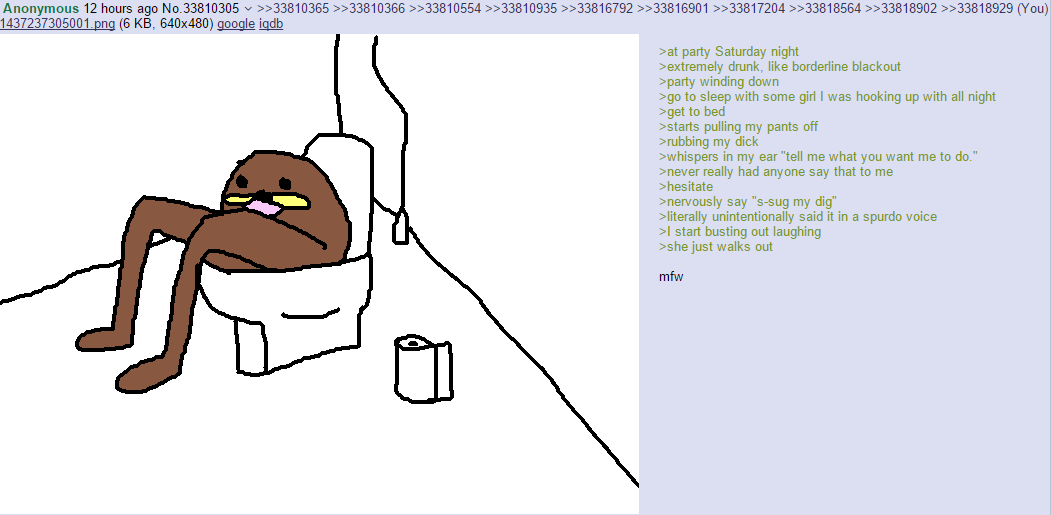 Anonymous 12 hours ago No.33810305 >>33810365 >>33810366 >>33810554 >>33810935 >>33816792 >>33816901 >>33817204 >>33818564 >>33818902 >>33818929 (You)
1437237305001.png (6 KB, 640x480) google iqdb
>at party Saturday night
>extremely drunk, like borderline blackout
>party winding down
>go to sleep with some girl I was hooking up with all night
>get to bed
>starts pulling my pants off
>rubbing my dick
>whispers in my ear "tell me what you want me to do."
>never really had anyone say that to me
>hesitate
>nervously say "s-sug my dig"
>literally unintentionally said it in a spurdo voice
>I start busting out laughing
>she just walks out
mfw